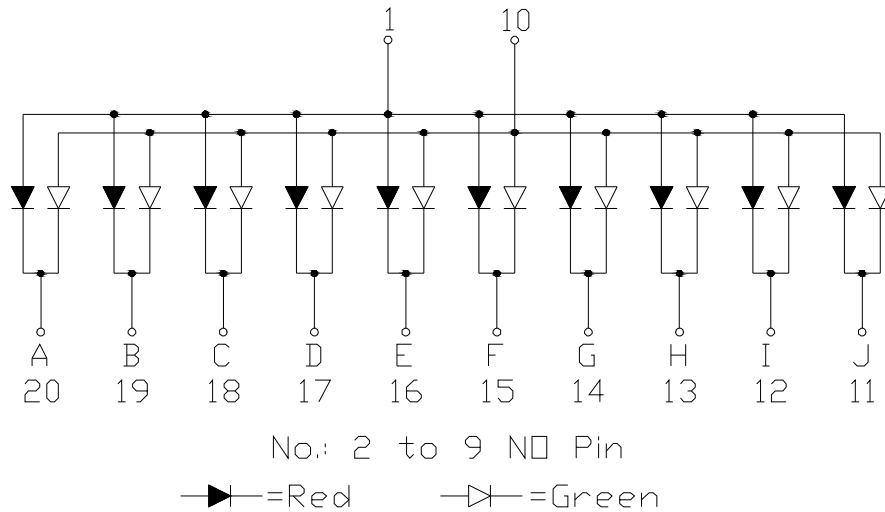 1 10
A B C D E F G H I J
20 19 18 17 16 15 14 13 12 11
No.: 2 to 9 NO Pin
=Red =Green